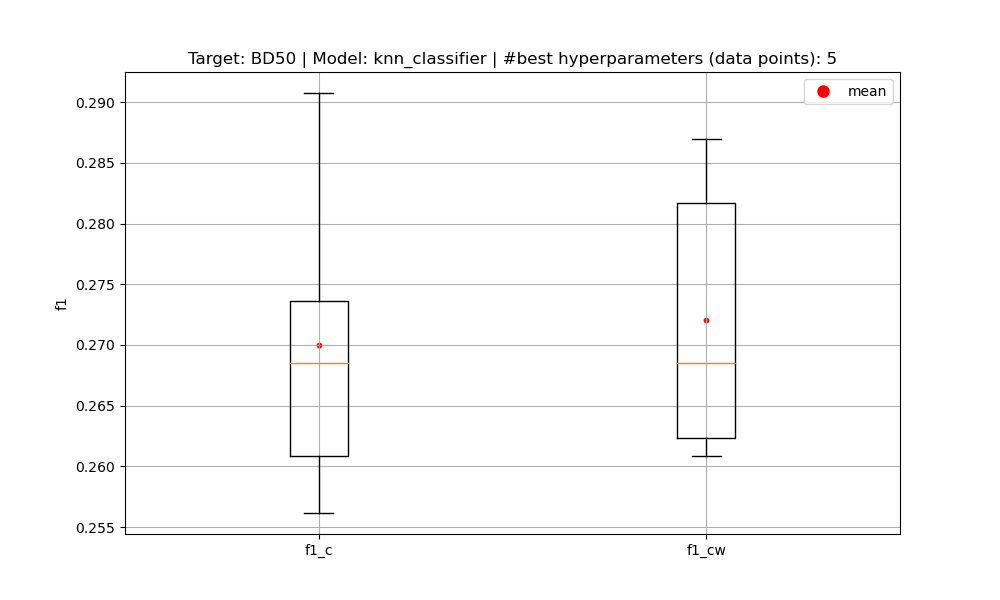 Target: BD50 | Model: knn_classifier | #best hyperparameters (data points): 5
mean
0.290
0.285
0.280
0.275
0.270
0.265
0.260
0.255
f1
f1_c
f1_cw